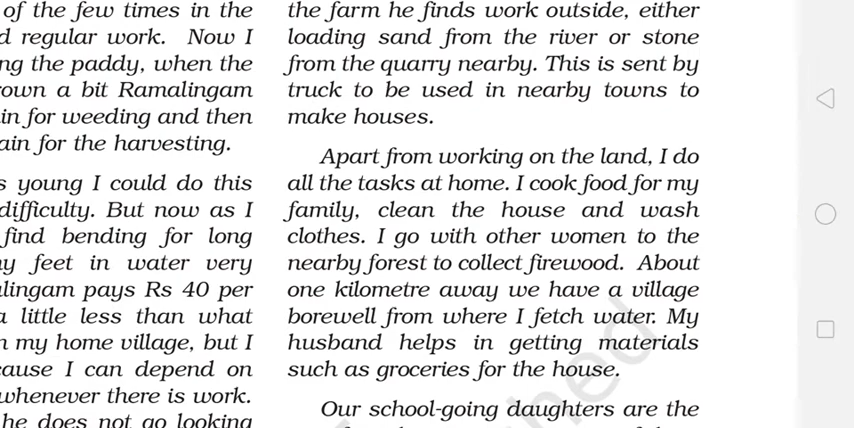 of the few times in the
regular work. Now I
the paddy, when the
a bit Ramalingam
for weeding and then
for the harvesting.
young I could do this
difficulty. But now as I
find bending for long
feet in water very
pays Rs 40 per
a little less than what
my home village, but I
I can depend on
whenever there is work.
he does not go looking
the farm he finds work outside, either
loading sand from the river or stone
from the quarry nearby. This is sent by
truck to be used in nearby towns to
make houses.
Apart from working on the land, I do
all the tasks at home. I cook food for my
family, clean the house and wash
clothes. I go with other women to the
nearby forest to collect firewood. About
one kilometre away we have a village
borewell from where I fetch water. My
husband helps in getting materials
such as groceries for the house.
Our school-going daughters are the